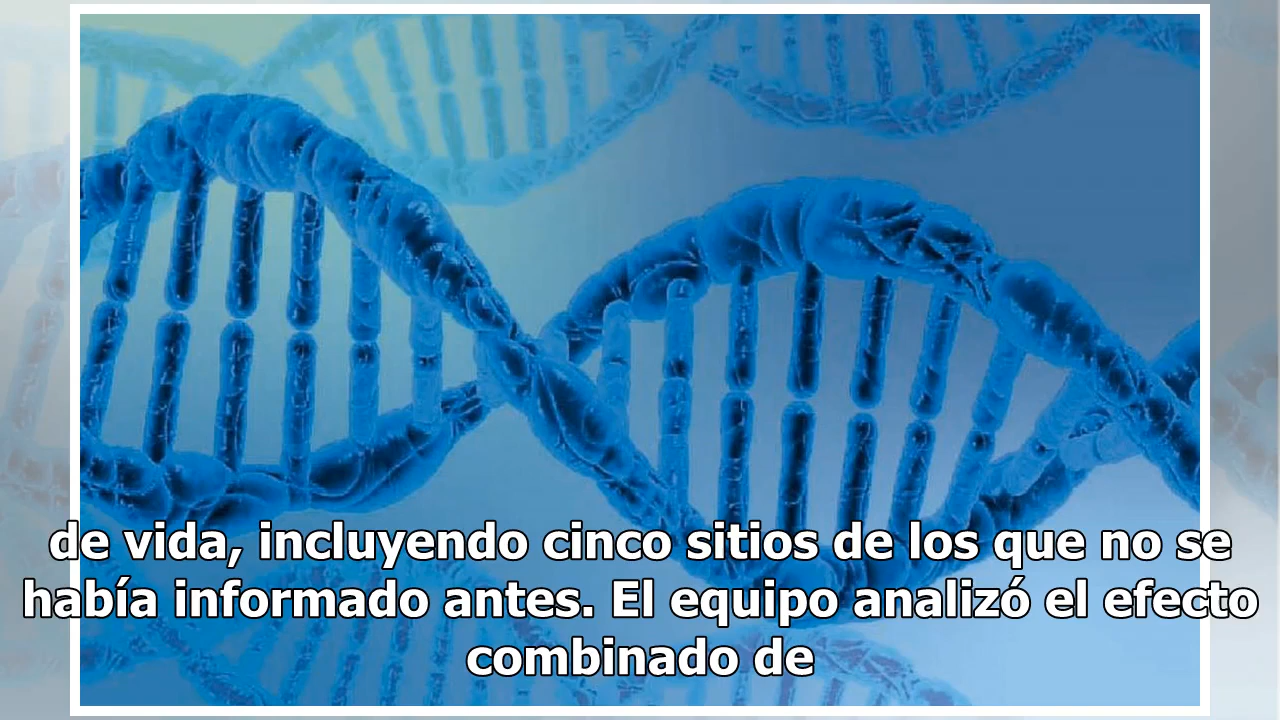 de vida, incluyendo cinco sitios de los que no se
había informado antes. El equipo analizó el efecto
combinado de